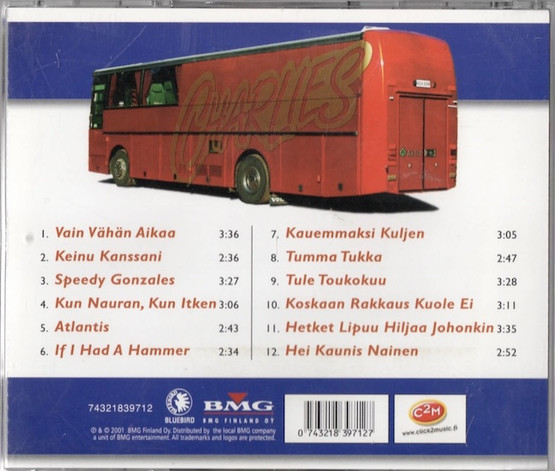 CHARLIES
1. Vain Vähän Aikaa 3:36
2. Keinu Kanssani 2:36
3. Speedy Gonzales 3:27
4. Kun Nauran, Kun Itken 3:06
5. Atlantis 2:43
6. If I Had A Hammer 2:34
7. Kauemmaksi Kuljen 3:05
8. Tumma Tukka 2:47
9. Tule Toukokuu 3:28
10. Koskaan Rakkaus Kuole Ei 3:11
11. Hetket Lipuu Hiljaa Johonkin 3:35
12. Hei Kaunis Nainen 2:52
74321839712
BLUEBIRD
BMG
BMG FINLAND OY
℗ & © 2001 BMG Finland Oy. Distributed by the local BMG company
a unit of BMG entertainment. All trademarks and logos are protected.
0 743218 397127
C2M
www.click2music.fi